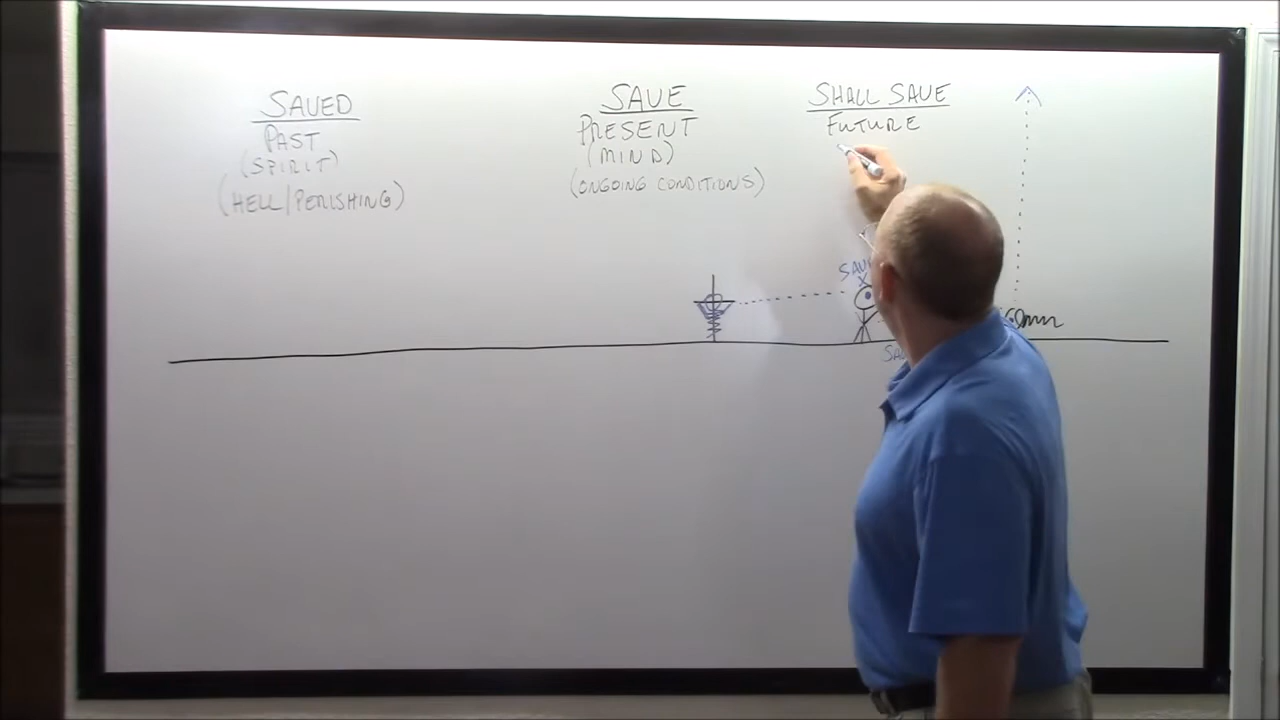 SAVED
PAST
(SPIRIT)
(HELL/PERISHING)
SAVE
PRESENT
(MIND)
(ONGOING CONDITIONS)
SHALL SAVE
FUTURE